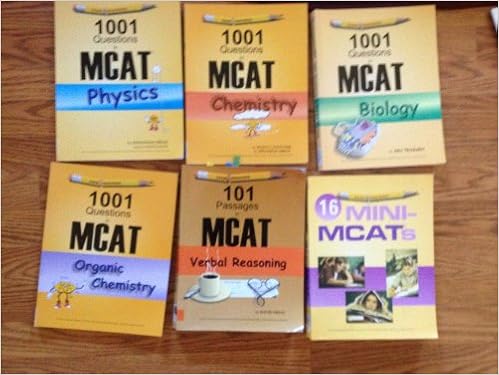 1001
Questions
MCAT
Physics
1001
Questions
MCAT
Chemistry
1001
Questions
MCAT
Biology
1001
Questions
MCAT
Organic
Chemistry
101
Passages
MCAT
Verbal Reasoning
16
MINI-
MCATs